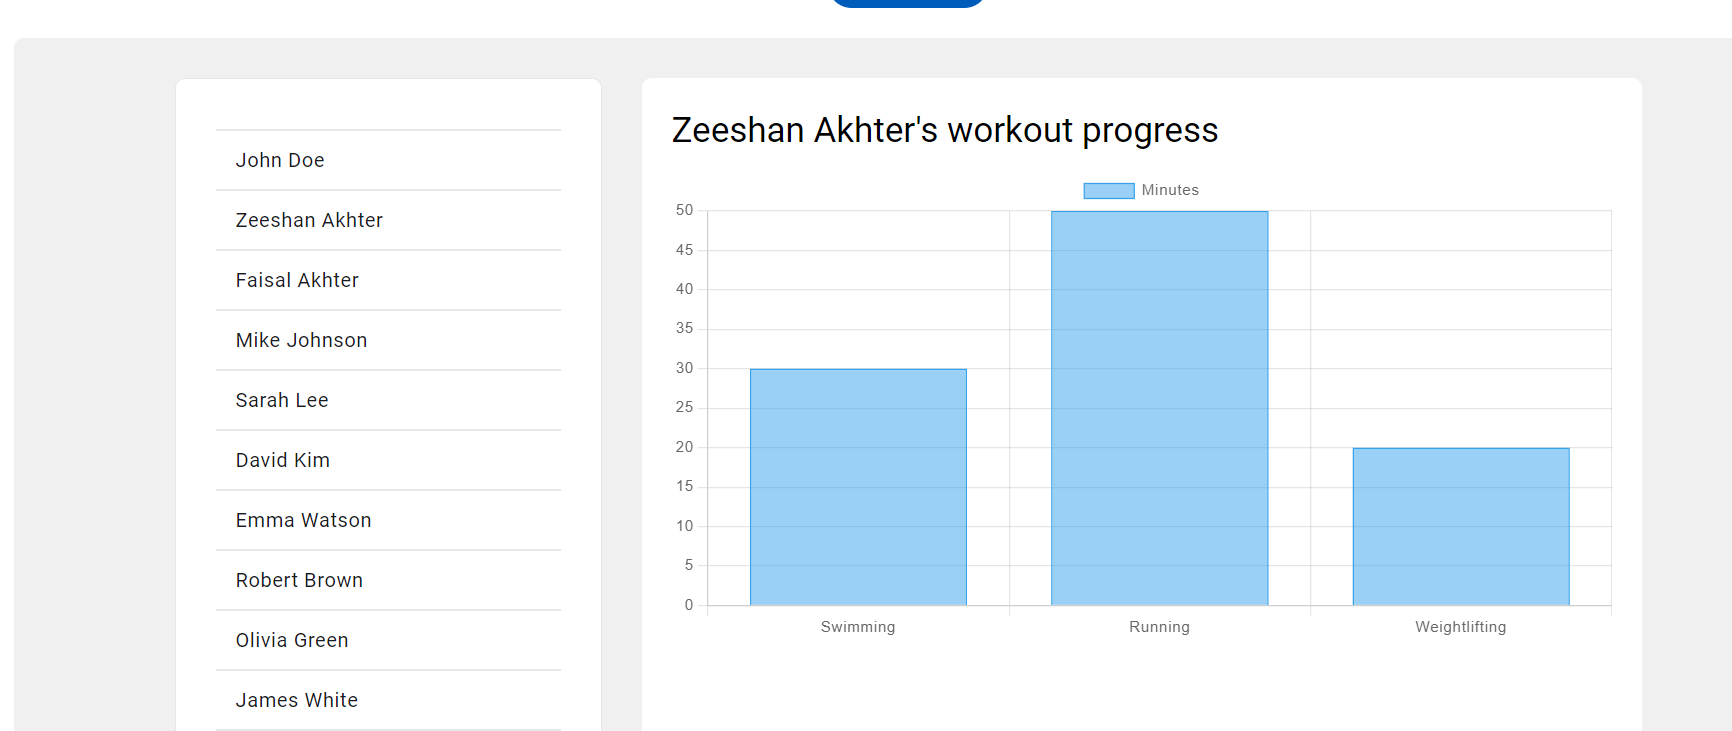 John Doe
Zeeshan Akhter
Faisal Akhter
Mike Johnson
Sarah Lee
David Kim
Emma Watson
Robert Brown
Olivia Green
James White
Zeeshan Akhter's workout progress
Minutes
50
45
40
35
30
25
20
15
10
5
0
Swimming Running Weightlifting